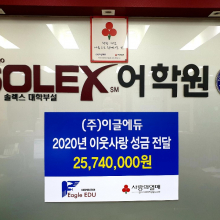 SOLEX SM 어학원
솔렉스 대학부설
(주)이글에듀
2020년 이웃사랑 성금 전달
25,740,000원
Eagle EDU
사랑의열매